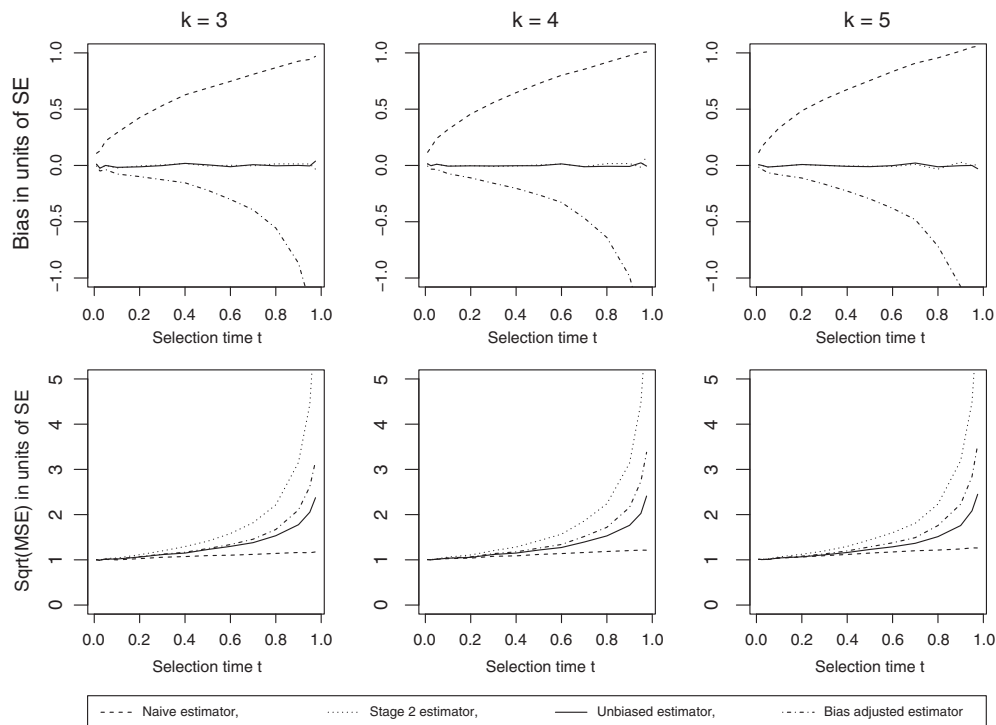 k = 3
k = 4
k = 5
Bias in units of SE
1.0
0.5
0.0
−0.5
−1.0
0.0 0.2 0.4 0.6 0.8 1.0
Selection time t
1.0
0.5
0.0
−0.5
−1.0
0.0 0.2 0.4 0.6 0.8 1.0
Selection time t
1.0
0.5
0.0
−0.5
−1.0
0.0 0.2 0.4 0.6 0.8 1.0
Selection time t
Sqrt(MSE) in units of SE
5
4
3
2
1
0
0.0 0.2 0.4 0.6 0.8 1.0
Selection time t
5
4
3
2
1
0
0.0 0.2 0.4 0.6 0.8 1.0
Selection time t
5
4
3
2
1
0
0.0 0.2 0.4 0.6 0.8 1.0
Selection time t
Naive estimator, Stage 2 estimator, Unbiased estimator, Bias adjusted estimator